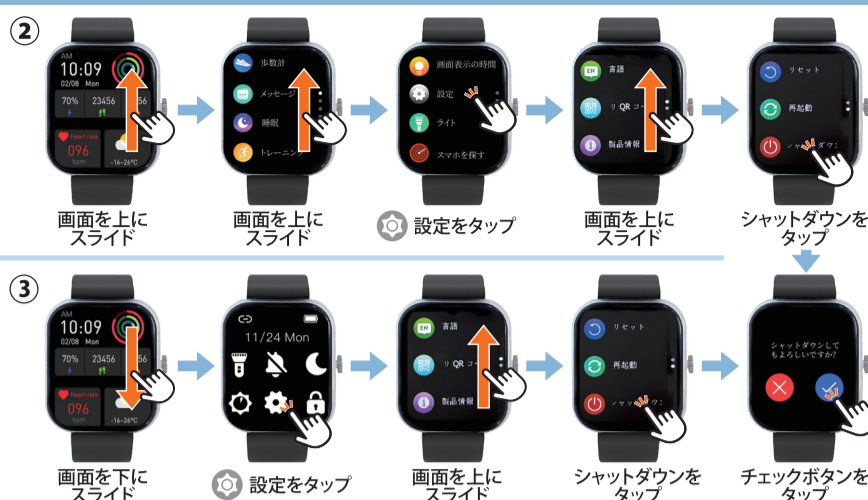 ②
AM
10:09
02/08 Mon
70%
23456
56
Heart rate
096
bpm
-16~26°C
画面を上に
スライド
歩数計
メッセージ
睡眠
トレーニング
画面を上に
スライド
画面表示の時間
設定
ライト
スマホを探す
設定をタップ
EN
言語
QR コー
製品情報
画面を上に
スライド
リセット
再起動
シャットダウンを
タップ
③
AM
10:09
02/08 Mon
70%
23456
56
Heart rate
096
bpm
-16~26°C
画面を下に
スライド
11/24 Mon
設定をタップ
EN
言語
QR コー
製品情報
画面を上に
スライド
リセット
再起動
シャットダウンを
タップ
シャットダウンして
もよろしいですか?
チェックボタンを
タップ